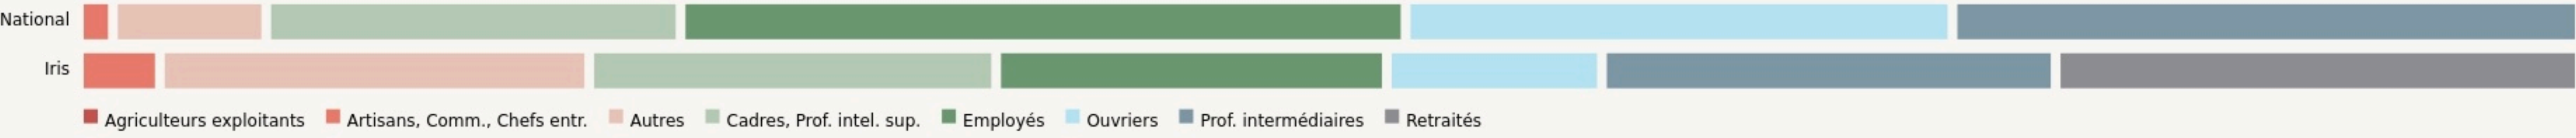 National
Iris
Agriculteurs exploitants Artisans, Comm., Chefs entr. Autres Cadres, Prof. intel. sup. Employés Ouvriers Prof. intermédiaires Retraités